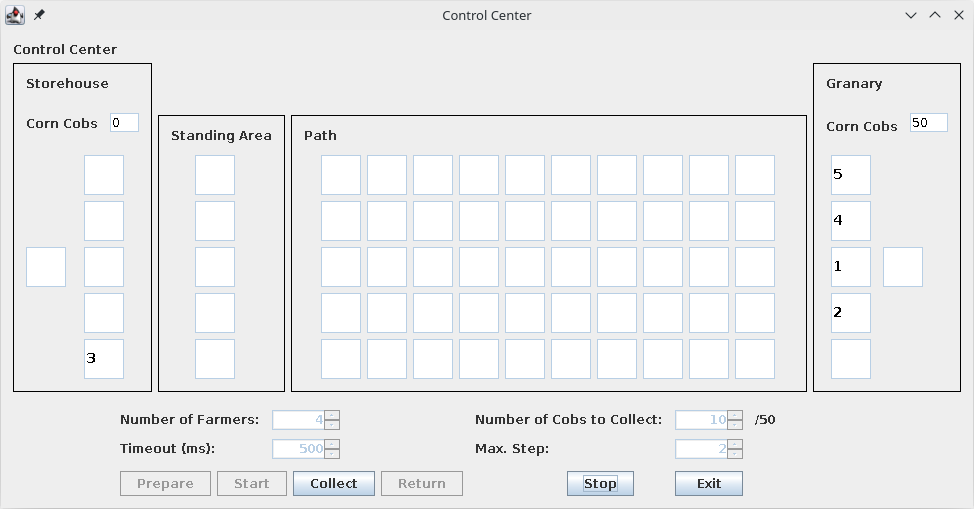 Control Center
Control Center
Storehouse
Corn Cobs 0
3
Standing Area
Path
Granary
Corn Cobs 50
5
4
1
2
Number of Farmers: 4
Number of Cobs to Collect: 10 /50
Timeout (ms): 500
Max. Step: 2
Prepare Start Collect Return Stop Exit